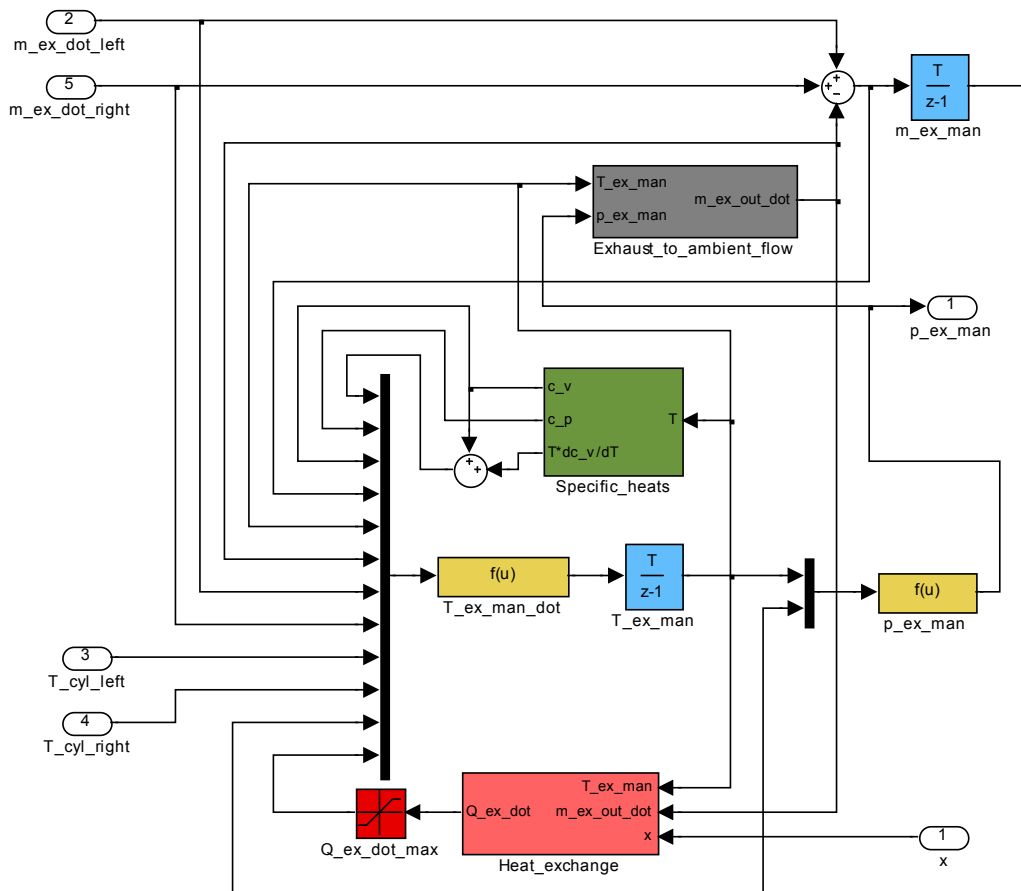 2
m_ex_dot_left
5
m_ex_dot_right
+
+
−
T
z-1
m_ex_man
T_ex_man
p_ex_man
m_ex_out_dot
Exhaust_to_ambient_flow
1
p_ex_man
c_v
c_p
T*dc_v/dT
T
Specific_heats
+
+
f(u)
T_ex_man_dot
T
z-1
T_ex_man
f(u)
p_ex_man
3
T_cyl_left
4
T_cyl_right
T_ex_man
Q_ex_dot
m_ex_out_dot
x
Heat_exchange
Q_ex_dot_max
1
x